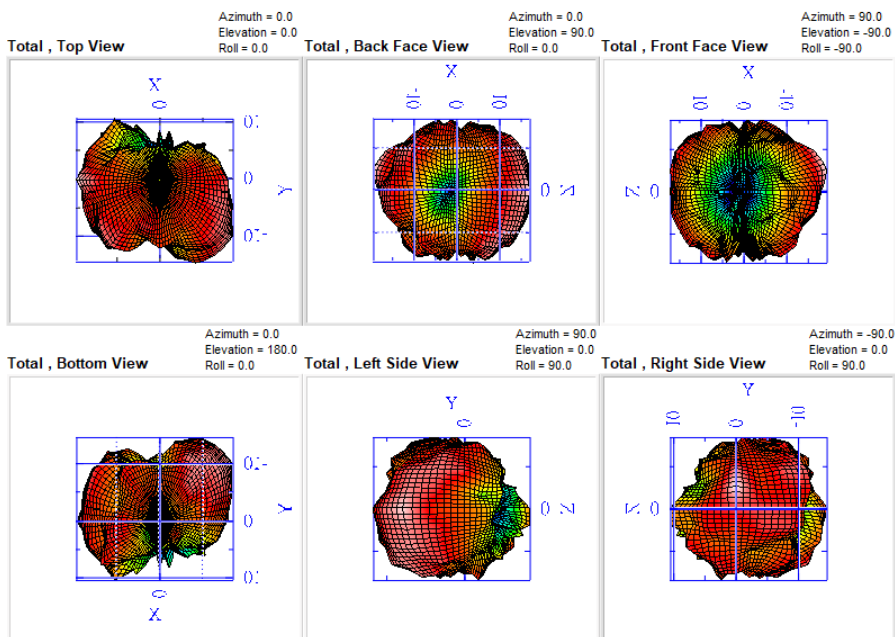 Azimuth = 0.0
Elevation = 0.0
Total , Top View Roll = 0.0
Azimuth = 0.0
Elevation = 90.0
Total , Back Face View Roll = 0.0
Azimuth = 90.0
Elevation = -90.0
Total , Front Face View Roll = -90.0
X
0
0
Y
-10
X
-10 0 10
0 Z
X
10 0 -10
Z 0
Azimuth = 0.0
Elevation = 180.0
Total , Bottom View Roll = 0.0
Azimuth = 90.0
Elevation = 0.0
Total , Left Side View Roll = 90.0
Azimuth = -90.0
Elevation = 0.0
Total , Right Side View Roll = 90.0
0
Y
0
X
Y
0
0 Z
Y
10 0 -10
Z 0